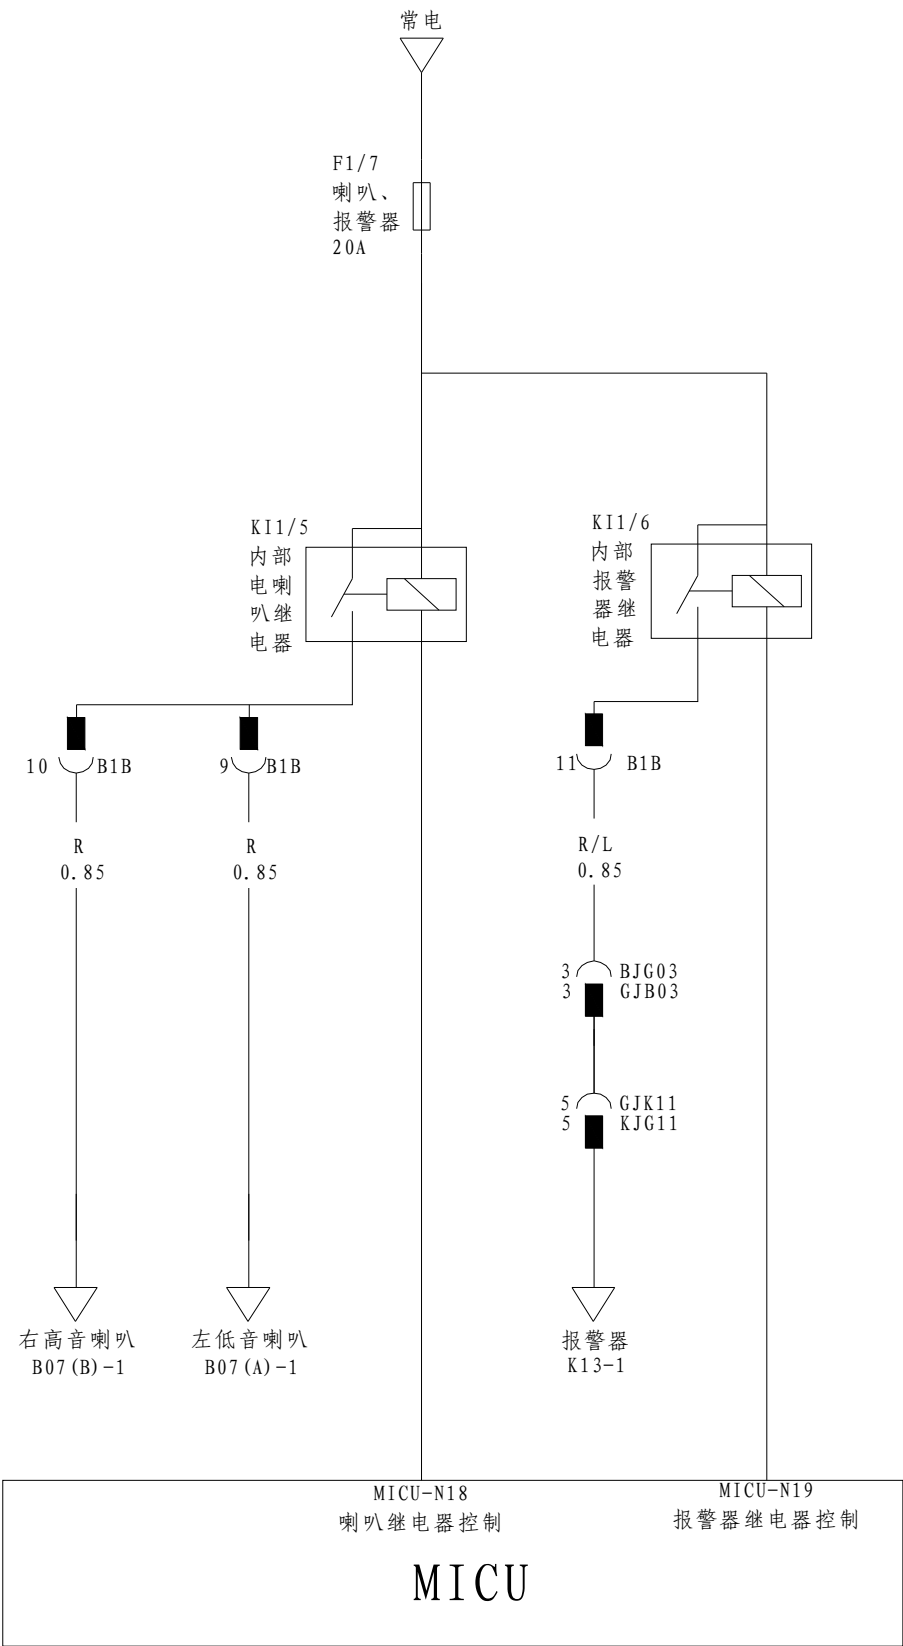 常电
F1/7
喇叭、
报警器
20A
KI1/5
内部
电喇
叭继
电器
KI1/6
内部
报警
器继
电器
10 B1B
9 B1B
11 B1B
R
0.85
R
0.85
R/L
0.85
3 BJG03
3 GJB03
5 GJK11
5 KJG11
右高音喇叭
B07(B)-1
左低音喇叭
B07(A)-1
报警器
K13-1
MICU-N18
喇叭继电器控制
MICU-N19
报警器继电器控制
MICU